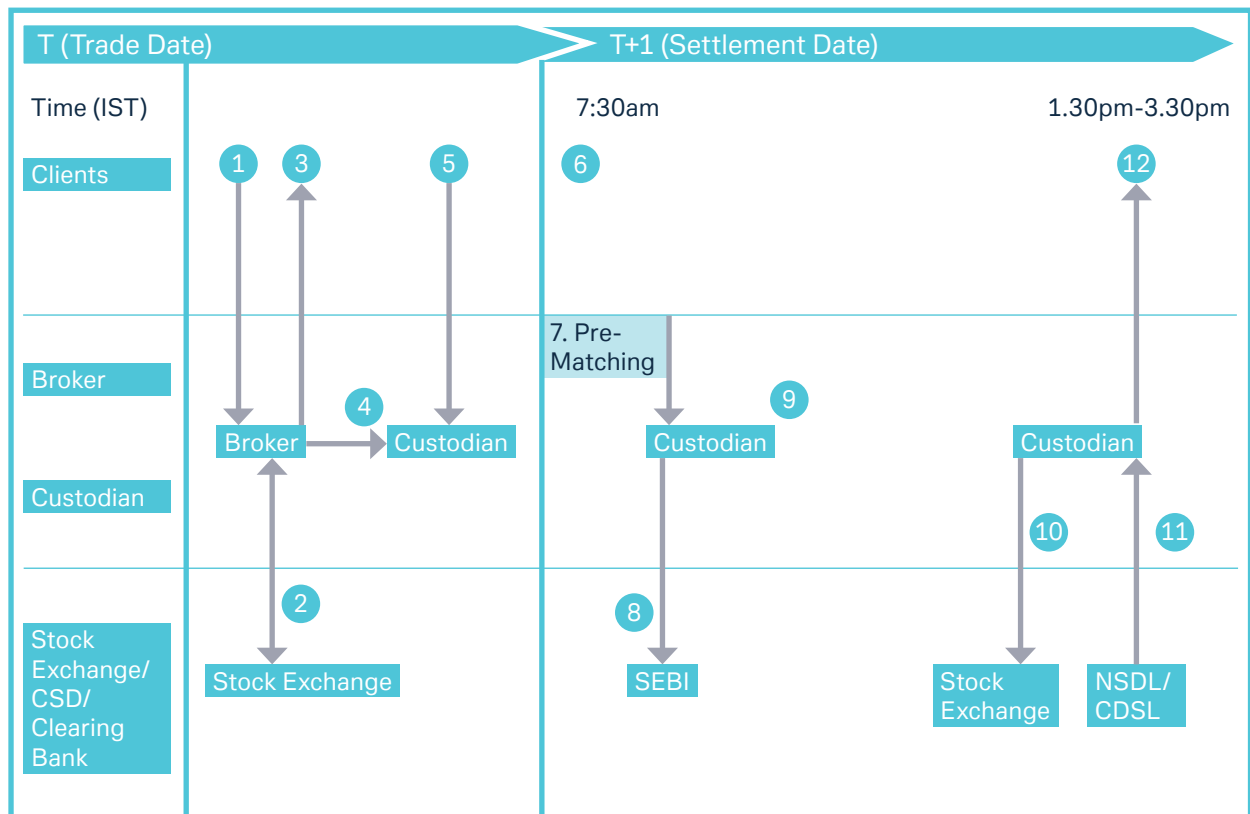 T (Trade Date)
T+1 (Settlement Date)
Time (IST)
7:30am
1.30pm-3.30pm
Clients
1
3
5
6
12
7. Pre-
Matching
Broker
4
9
Broker
Custodian
Custodian
Custodian
Custodian
10
11
2
8
Stock
Exchange/
CSD/
Clearing
Bank
Stock Exchange
SEBI
Stock
Exchange
NSDL/
CDSL